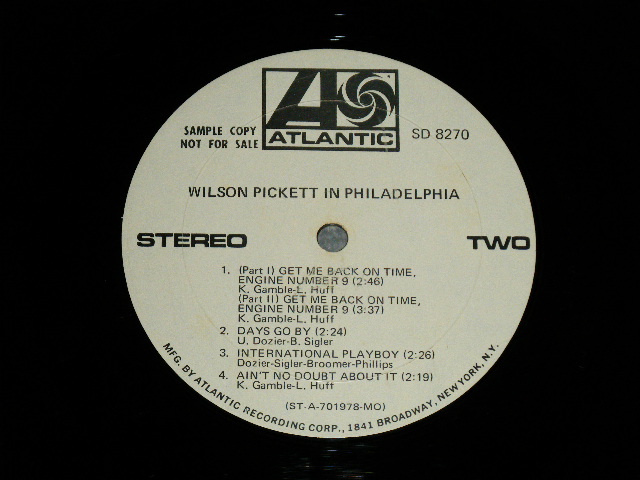 SAMPLE COPY
NOT FOR SALE
ATLANTIC
SD 8270
WILSON PICKETT IN PHILADELPHIA
STEREO
TWO
1. (Part I) GET ME BACK ON TIME,
ENGINE NUMBER 9 (2:46)
K. Gamble-L. Huff
(Part II) GET ME BACK ON TIME,
ENGINE NUMBER 9 (3:37)
K. Gamble-L. Huff
2. DAYS GO BY (2:24)
U. Dozier-B. Sigler
3. INTERNATIONAL PLAYBOY (2:26)
Dozier-Sigler-Broomer-Phillips
4. AIN'T NO DOUBT ABOUT IT (2:19)
K. Gamble-L. Huff
(ST-A-701978-MO)
MFG. BY ATLANTIC RECORDING CORP., 1841 BROADWAY, NEW YORK, N.Y.